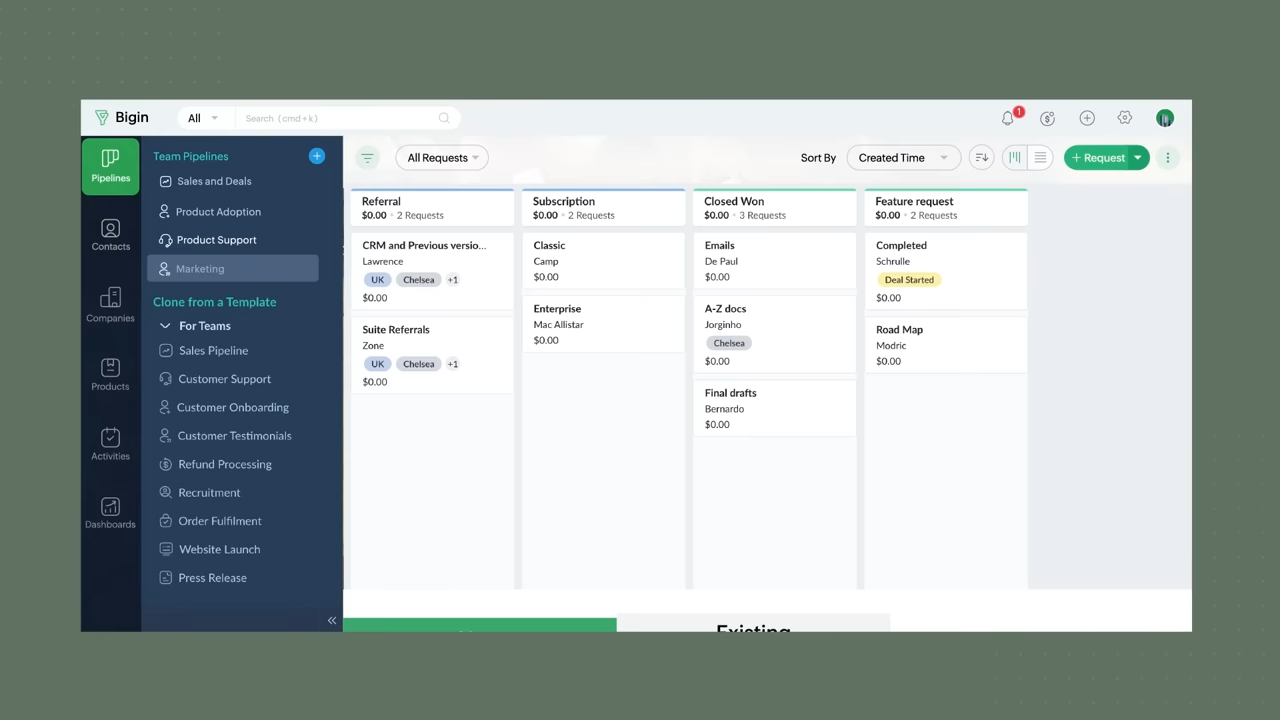 Bigin
All
Search (cmd+k)
1
Pipelines
Contacts
Companies
Products
Activities
Dashboards
Team Pipelines
Sales and Deals
Product Adoption
Product Support
Marketing
Clone from a Template
For Teams
Sales Pipeline
Customer Support
Customer Onboarding
Customer Testimonials
Refund Processing
Recruitment
Order Fulfilment
Website Launch
Press Release
All Requests
Sort By
Created Time
+ Request
Referral
$0.00 • 2 Requests
CRM and Previous versio...
Lawrence
UK Chelsea +1
$0.00
Suite Referrals
Zone
UK Chelsea +1
$0.00
Subscription
$0.00 • 2 Requests
Classic
Camp
$0.00
Enterprise
Mac Allistar
$0.00
Closed Won
$0.00 • 3 Requests
Emails
De Paul
$0.00
A-Z docs
Jorginho
Chelsea
$0.00
Final drafts
Bernardo
$0.00
Feature request
$0.00 • 2 Requests
Completed
Schrulle
Deal Started
$0.00
Road Map
Modric
$0.00
Existing